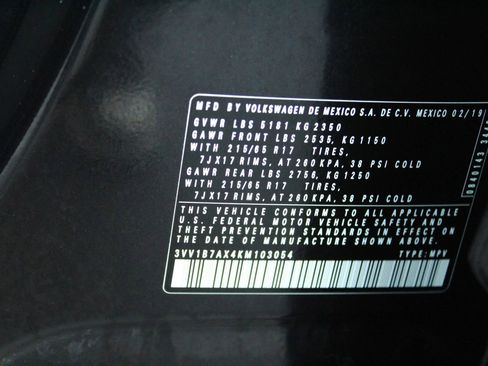 MFD BY VOLKSWAGEN DE MEXICO S.A. DE C.V. MEXICO 02/19
GVWR LBS 5181 KG 2350
GAWR FRONT LBS 2535, KG 1150
WITH 215/65 R17 TIRES,
7JX17 RIMS, AT 260 KPA, 38 PSI COLD
GAWR REAR LBS 2756, KG 1250
WITH 215/65 R17 TIRES,
7JX17 RIMS, AT 260 KPA, 38 PSI COLD
THIS VEHICLE CONFORMS TO ALL APPLICABLE
U.S. FEDERAL MOTOR VEHICLE SAFETY AND
THEFT PREVENTION STANDARDS IN EFFECT ON
THE DATE OF MANUFACTURE SHOWN ABOVE.
3VV1B7AX4KM103054 TYPE: MPV
0840143